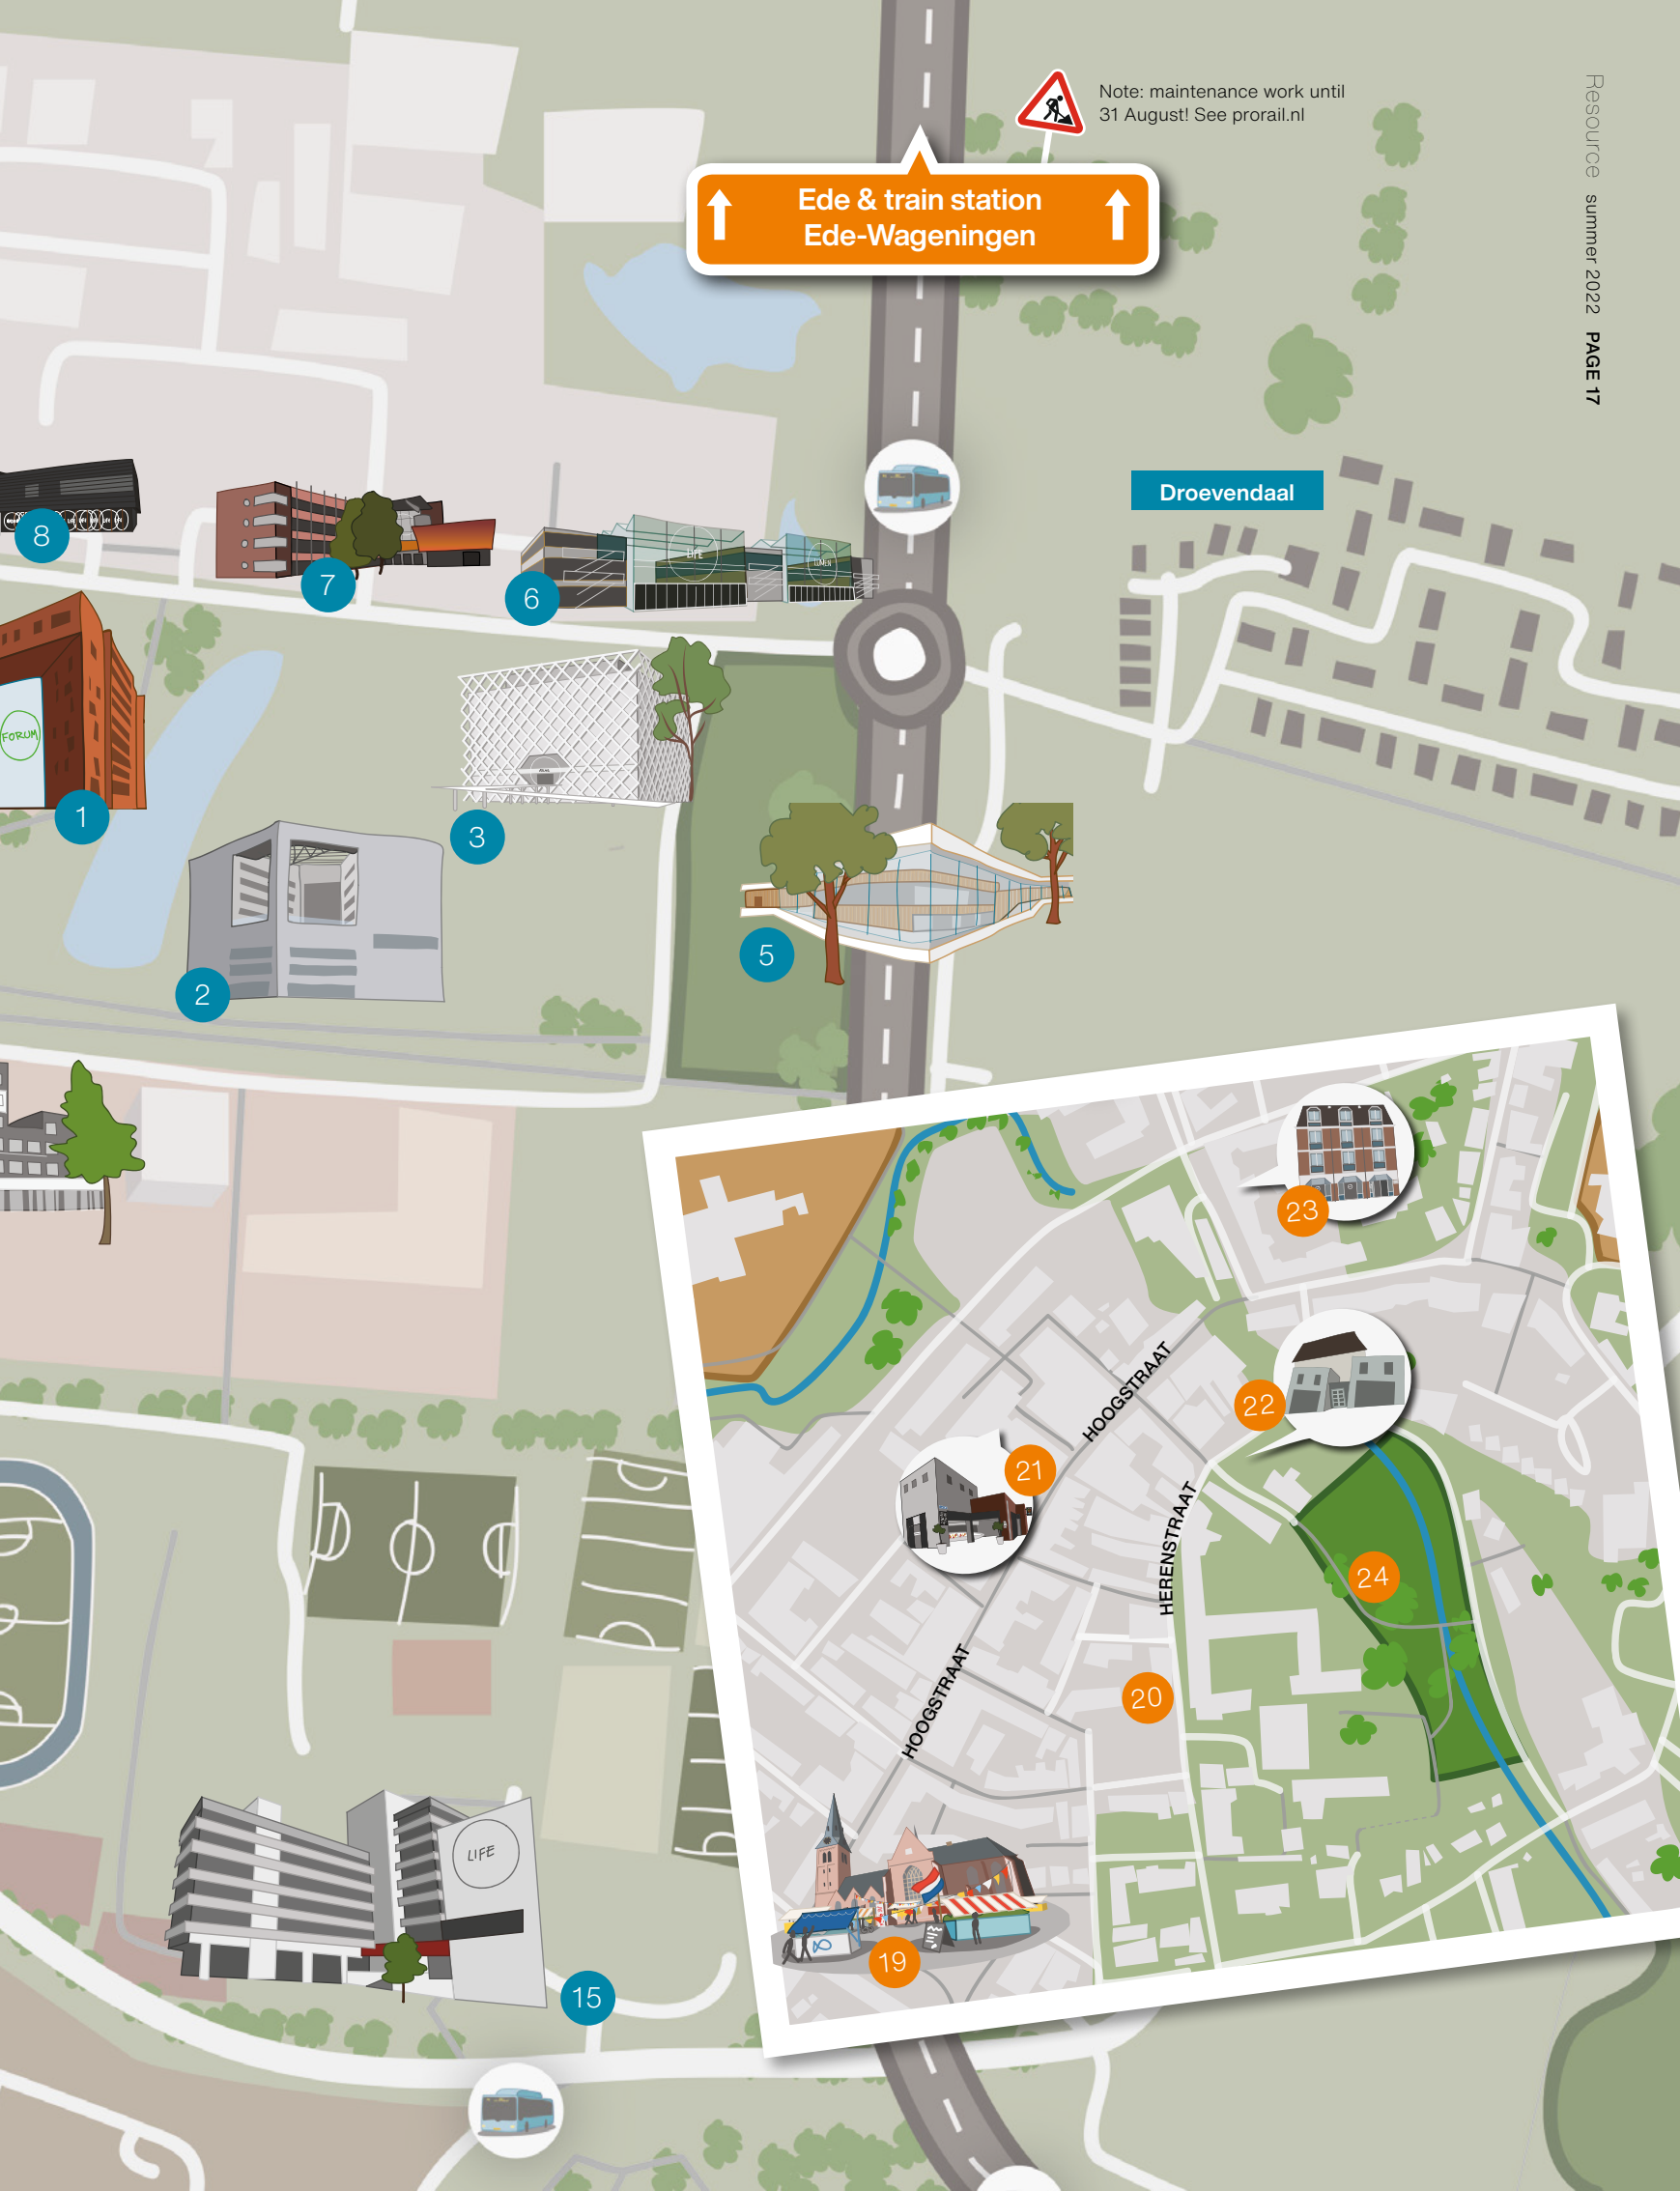 Note: maintenance work until
31 August! See prorail.nl
Resource summer 2022 PAGE 17
Ede & train station
Ede-Wageningen
Droevendaal
8
7
6
LIFE
LUMEN
FORUM
1
3
2
5
23
HOOGSTRAAT
22
21
HERENSTRAAT
24
20
HOOGSTRAAT
19
LIFE
15